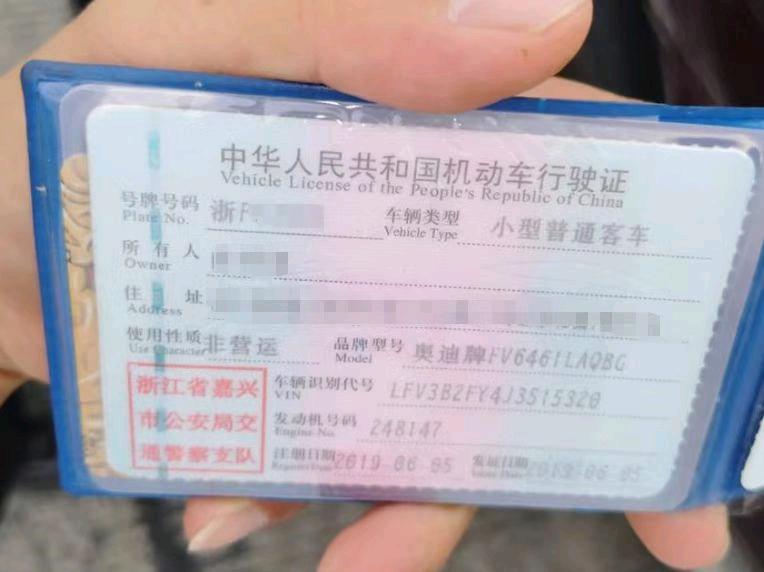 中华人民共和国机动车行驶证
Vehicle License of the People's Republic of China
号牌号码 浙F 车辆类型 小型普通客车
Plate No. Vehicle Type
所有人
Owner
住址
Address
使用性质 非营运 品牌型号 奥迪牌FV6461LAQBG
Use Character Model
浙江省嘉兴
市公安局交
通警察支队
车辆识别代号 LFV3B2FY4J3515320
VIN
发动机号码 248147
Engine No.
注册日期 2019-06-05 发证日期 2019-06-05
Register Date Issue Date